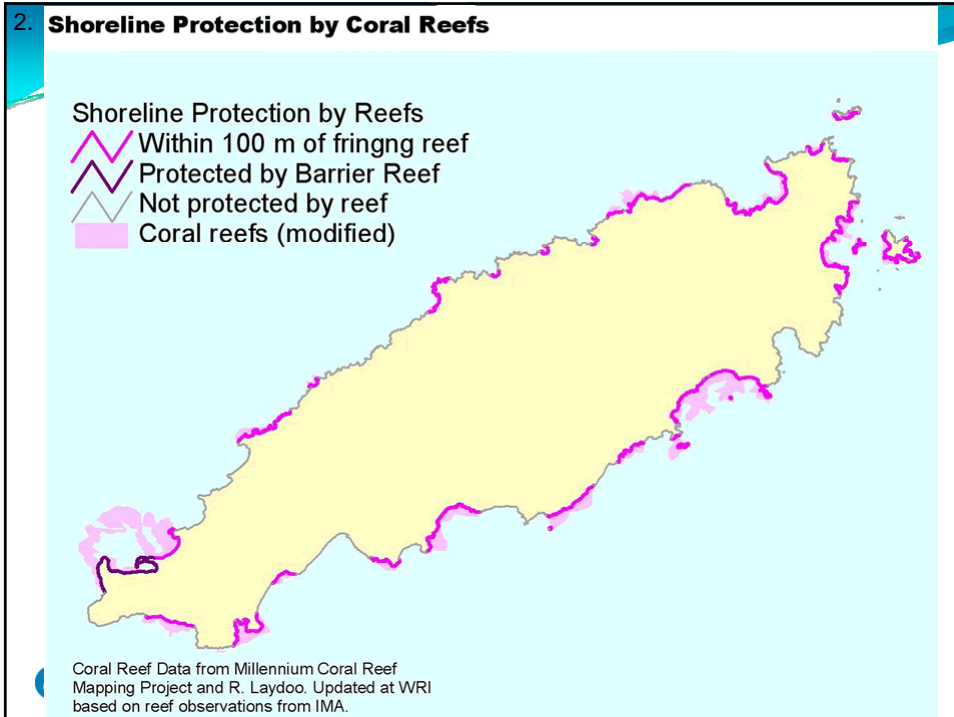 2. Shoreline Protection by Coral Reefs
Shoreline Protection by Reefs
Within 100 m of fringng reef
Protected by Barrier Reef
Not protected by reef
Coral reefs (modified)
Coral Reef Data from Millennium Coral Reef
Mapping Project and R. Laydoo. Updated at WRI
based on reef observations from IMA.